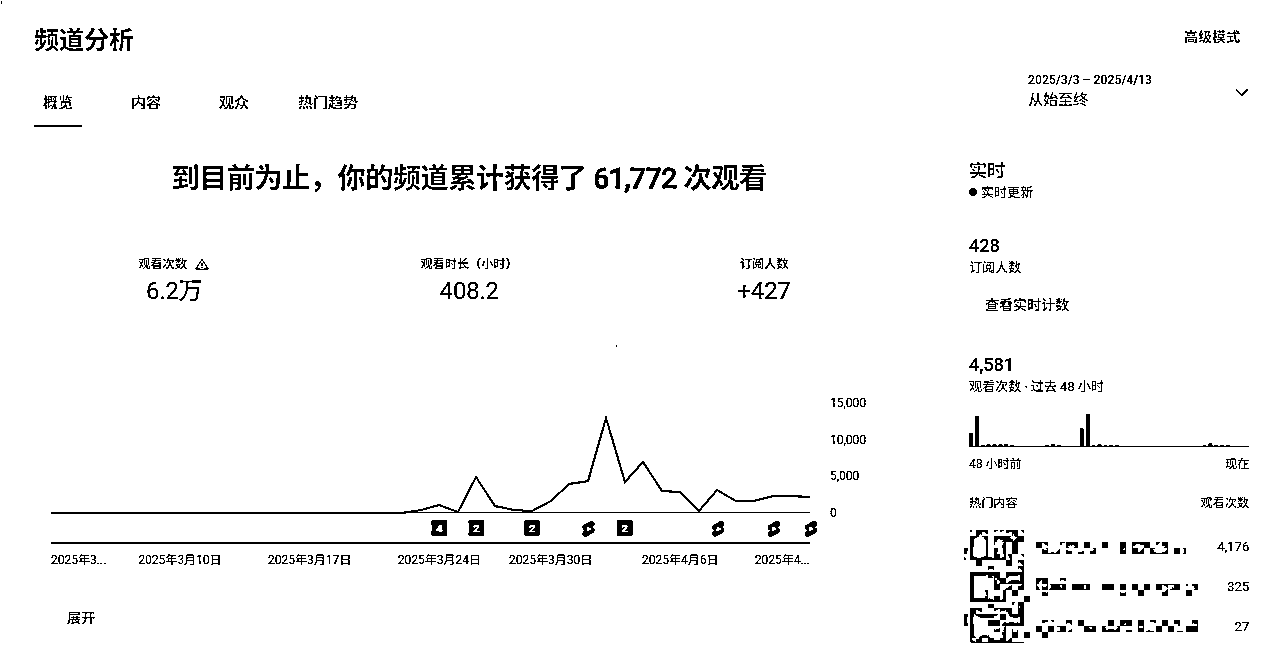 频道分析
高级模式
概览
内容
观众
热门趋势
2025/3/3 – 2025/4/13
从始至终
到目前为止，你的频道累计获得了 61,772 次观看
观看次数
6.2万
观看时长（小时）
408.2
订阅人数
+427
15,000
10,000
5,000
0
4
2
2
2
2025年3...
2025年3月10日
2025年3月17日
2025年3月24日
2025年3月30日
2025年4月6日
2025年4...
展开
实时
实时更新
428
订阅人数
查看实时计数
4,581
观看次数 · 过去 48 小时
48 小时前
现在
热门内容
观看次数
4,176
325
27